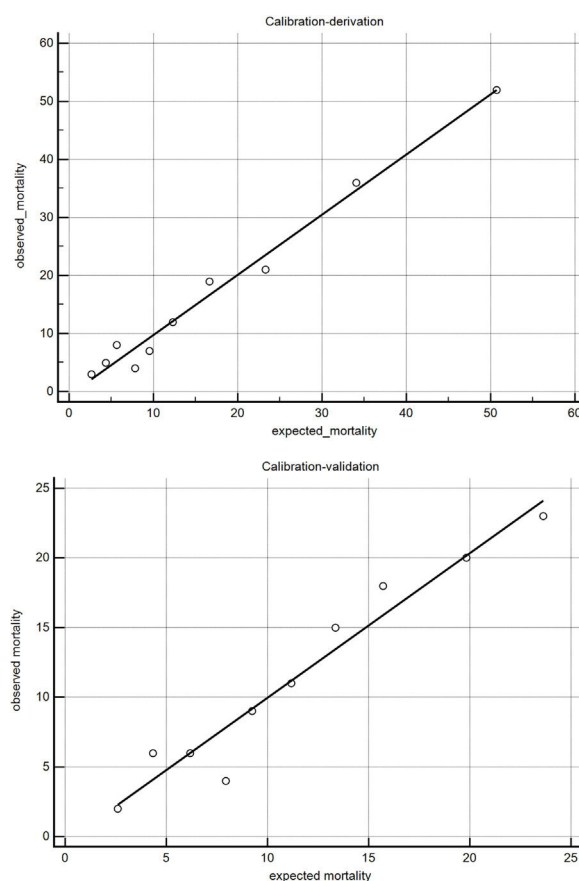 Calibration-derivation
60
50
40
30
20
10
0
observed_mortality
0 10 20 30 40 50 60
expected_mortality
Calibration-validation
25
20
15
10
5
0
observed mortality
0 5 10 15 20 25
expected mortality